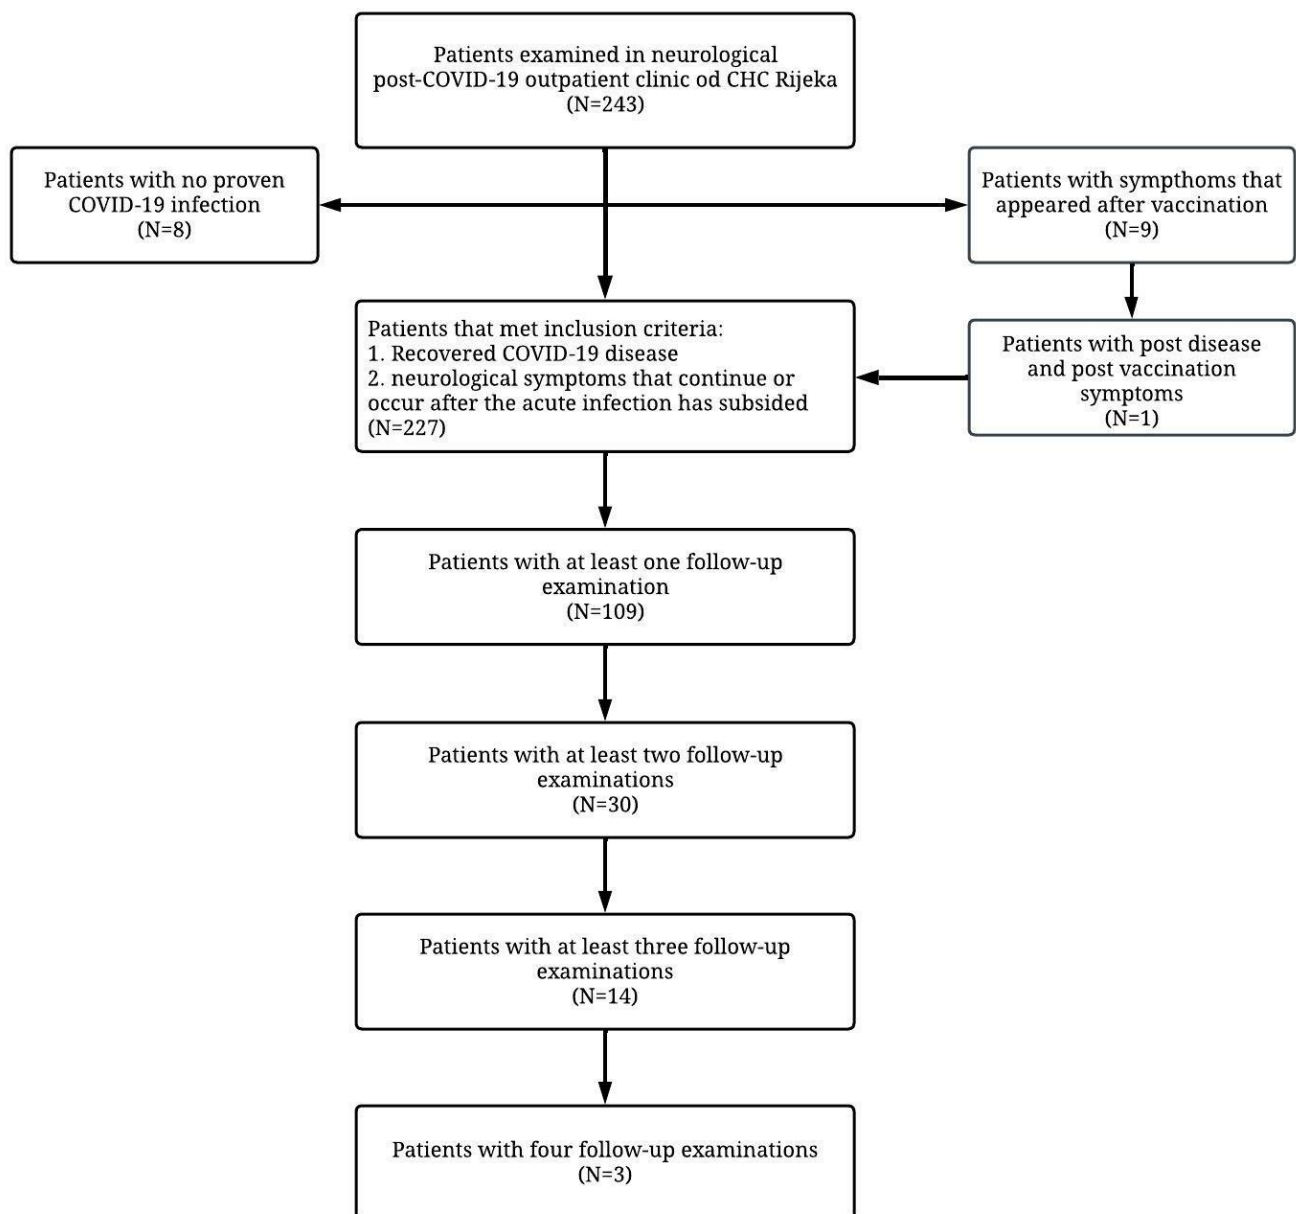 Patients examined in neurological
post-COVID-19 outpatient clinic od CHC Rijeka
(N=243)
Patients with no proven
COVID-19 infection
(N=8)
Patients with sympthoms that
appeared after vaccination
(N=9)
Patients that met inclusion criteria:
1. Recovered COVID-19 disease
2. neurological symptoms that continue or
occur after the acute infection has subsided
(N=227)
Patients with post disease
and post vaccination
symptoms
(N=1)
Patients with at least one follow-up
examination
(N=109)
Patients with at least two follow-up
examinations
(N=30)
Patients with at least three follow-up
examinations
(N=14)
Patients with four follow-up examinations
(N=3)